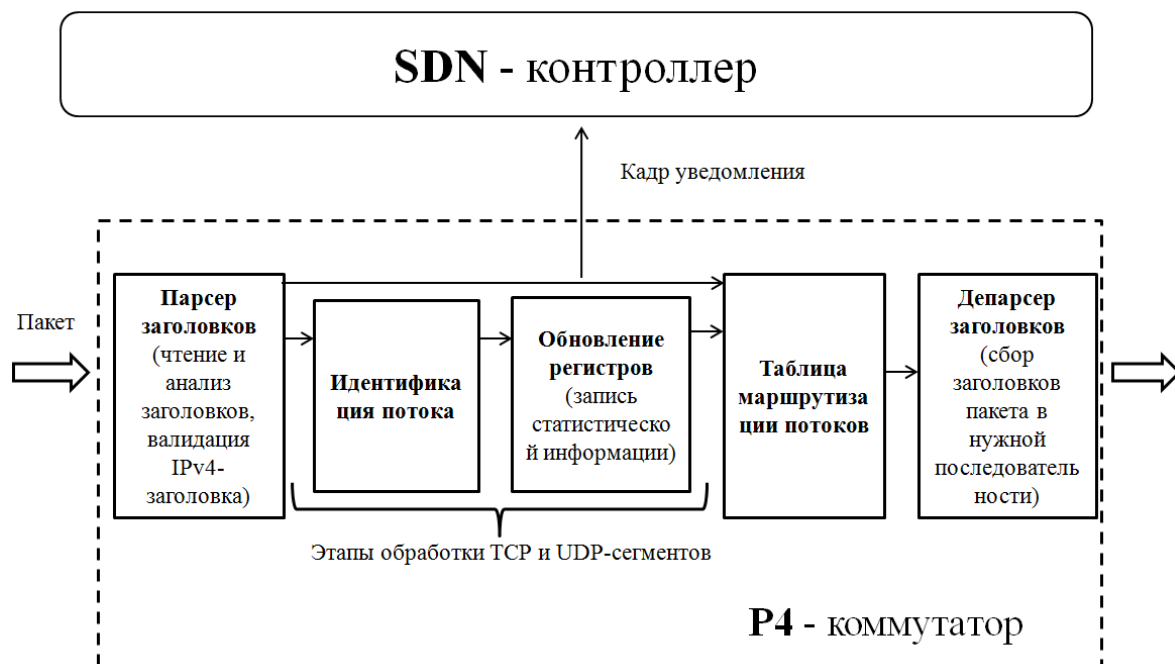 SDN - контроллер
Кадр уведомления
Пакет
Парсер
заголовков
(чтение и
анализ
заголовков,
валидация
IPv4-
заголовка)
Идентифика
ция потока
Обновление
регистров
(запись
статистическо
й информации)
Таблица
маршрутиза
ции потоков
Депарсер
заголовков
(сбор
заголовков
пакета в
нужной
последователь
ности)
Этапы обработки TCP и UDP-сегментов
P4 - коммутатор